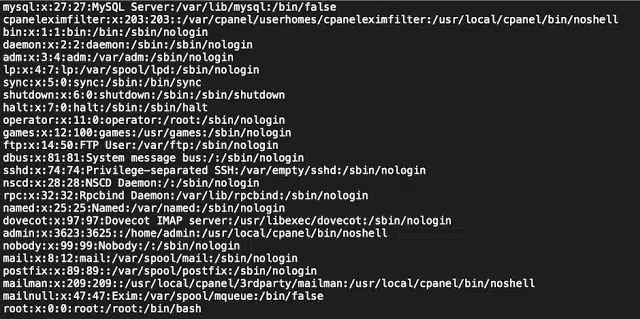 mysql:x:27:27:MySQL Server:/var/lib/mysql:/bin/false
cpaneleximfilter:x:203:203::/var/cpanel/userhomes/cpaneleximfilter:/usr/local/cpanel/bin/noshell
bin:x:1:1:bin:/bin:/sbin/nologin
daemon:x:2:2:daemon:/sbin:/sbin/nologin
adm:x:3:4:adm:/var/adm:/sbin/nologin
lp:x:4:7:lp:/var/spool/lpd:/sbin/nologin
sync:x:5:0:sync:/sbin:/bin/sync
shutdown:x:6:0:shutdown:/sbin:/sbin/shutdown
halt:x:7:0:halt:/sbin:/sbin/halt
operator:x:11:0:operator:/root:/sbin/nologin
games:x:12:100:games:/usr/games:/sbin/nologin
ftp:x:14:50:FTP User:/var/ftp:/sbin/nologin
dbus:x:81:81:System message bus:/:/sbin/nologin
sshd:x:74:74:Privilege-separated SSH:/var/empty/sshd:/sbin/nologin
nscd:x:28:28:NSCD Daemon:/:/sbin/nologin
rpc:x:32:32:Rpcbind Daemon:/var/lib/rpcbind:/sbin/nologin
named:x:25:25:Named:/var/named:/sbin/nologin
dovecot:x:97:97:Dovecot IMAP server:/usr/libexec/dovecot:/sbin/nologin
admin:x:3623:3625::/home/admin:/usr/local/cpanel/bin/noshell
nobody:x:99:99:Nobody:/:/sbin/nologin
mail:x:8:12:mail:/var/spool/mail:/sbin/nologin
postfix:x:89:89::/var/spool/postfix:/sbin/nologin
mailman:x:209:209::/usr/local/cpanel/3rdparty/mailman:/usr/local/cpanel/bin/noshell
mailnull:x:47:47:Exim:/var/spool/mqueue:/bin/false
root:x:0:0:root:/root:/bin/bash